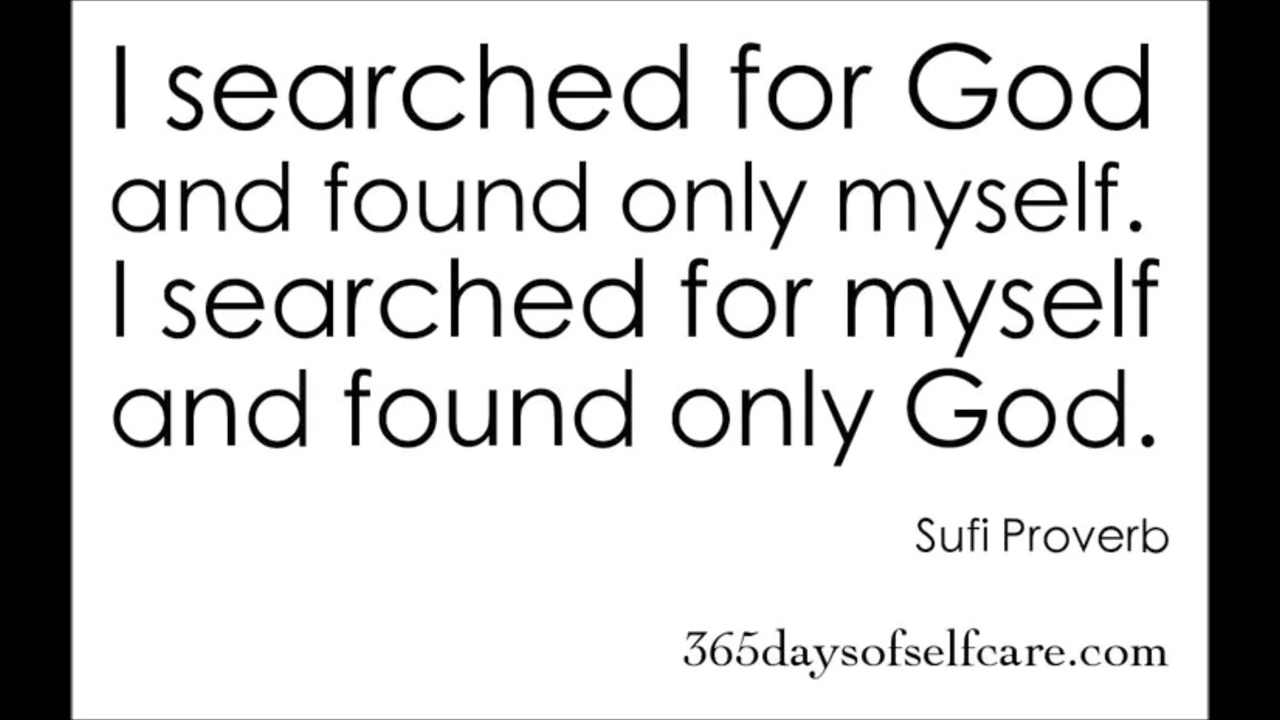 I searched for God
and found only myself.
I searched for myself
and found only God.
Sufi Proverb
365daysofselfcare.com